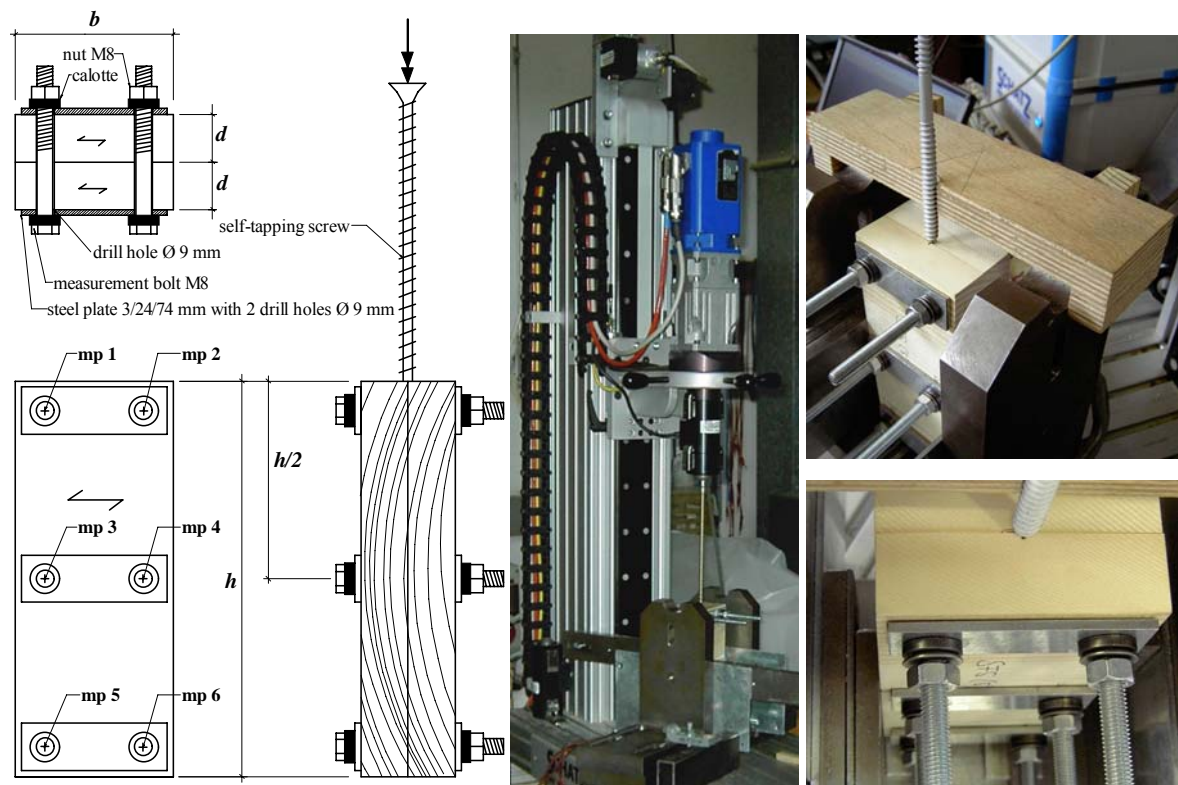 b
nut M8
calotte
d
d
drill hole Ø 9 mm
measurement bolt M8
steel plate 3/24/74 mm with 2 drill holes Ø 9 mm
self-tapping screw
mp 1
mp 2
mp 3
mp 4
mp 5
mp 6
h/2
h
SCHATZ